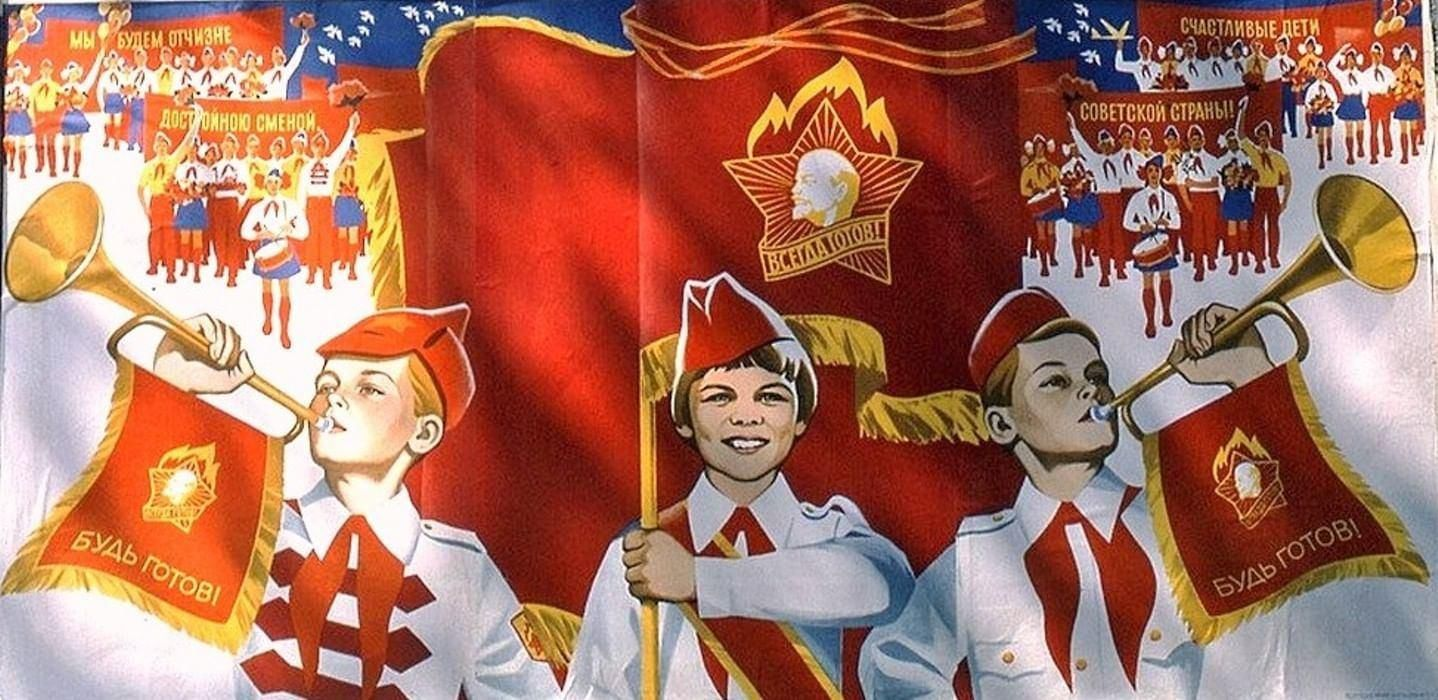 МЫ БУДЕМ ОТЧИЗНЕ
ДОСТОЙНОЮ СМЕНОЙ,
СЧАСТЛИВЫЕ ДЕТИ
СОВЕТСКОЙ СТРАНЫ!
ВСЕГДА ГОТОВ!
БУДЬ ГОТОВ!
БУДЬ ГОТОВ!